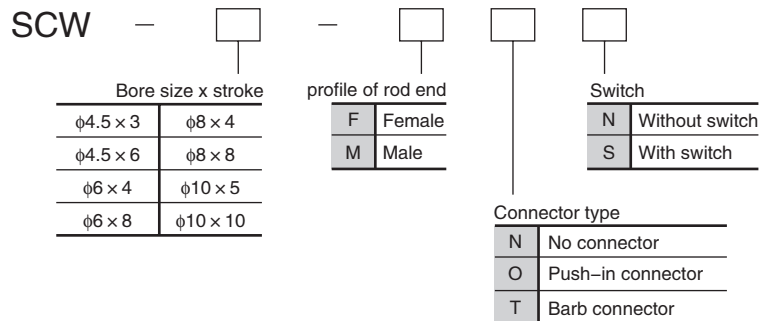 SCW – –
Bore size x stroke
ϕ4.5 × 3 ϕ8 × 4
ϕ4.5 × 6 ϕ8 × 8
ϕ6 × 4 ϕ10 × 5
ϕ6 × 8 ϕ10 × 10
profile of rod end
F Female
M Male
Switch
N Without switch
S With switch
Connector type
N No connector
O Push−in connector
T Barb connector